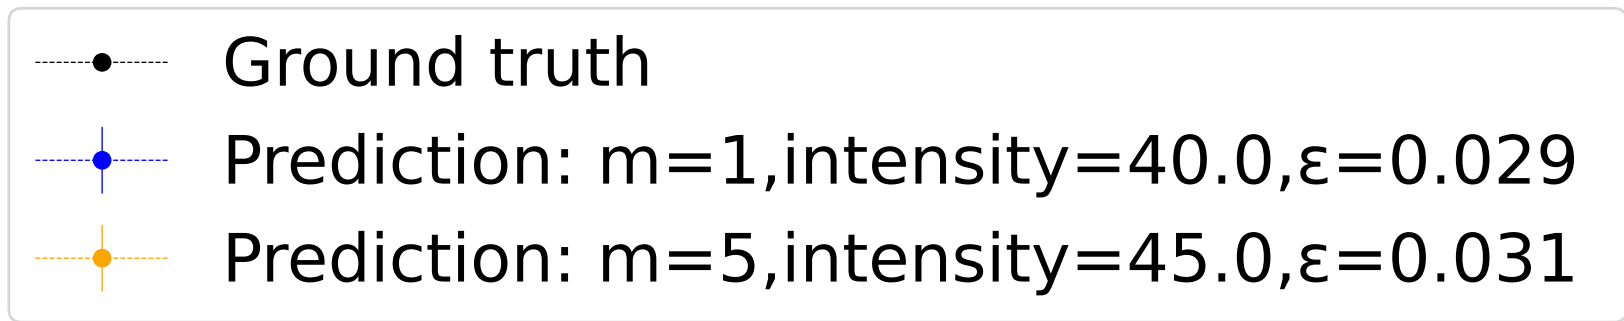 Ground truth
Prediction: m=1,intensity=40.0,ε=0.029
Prediction: m=5,intensity=45.0,ε=0.031